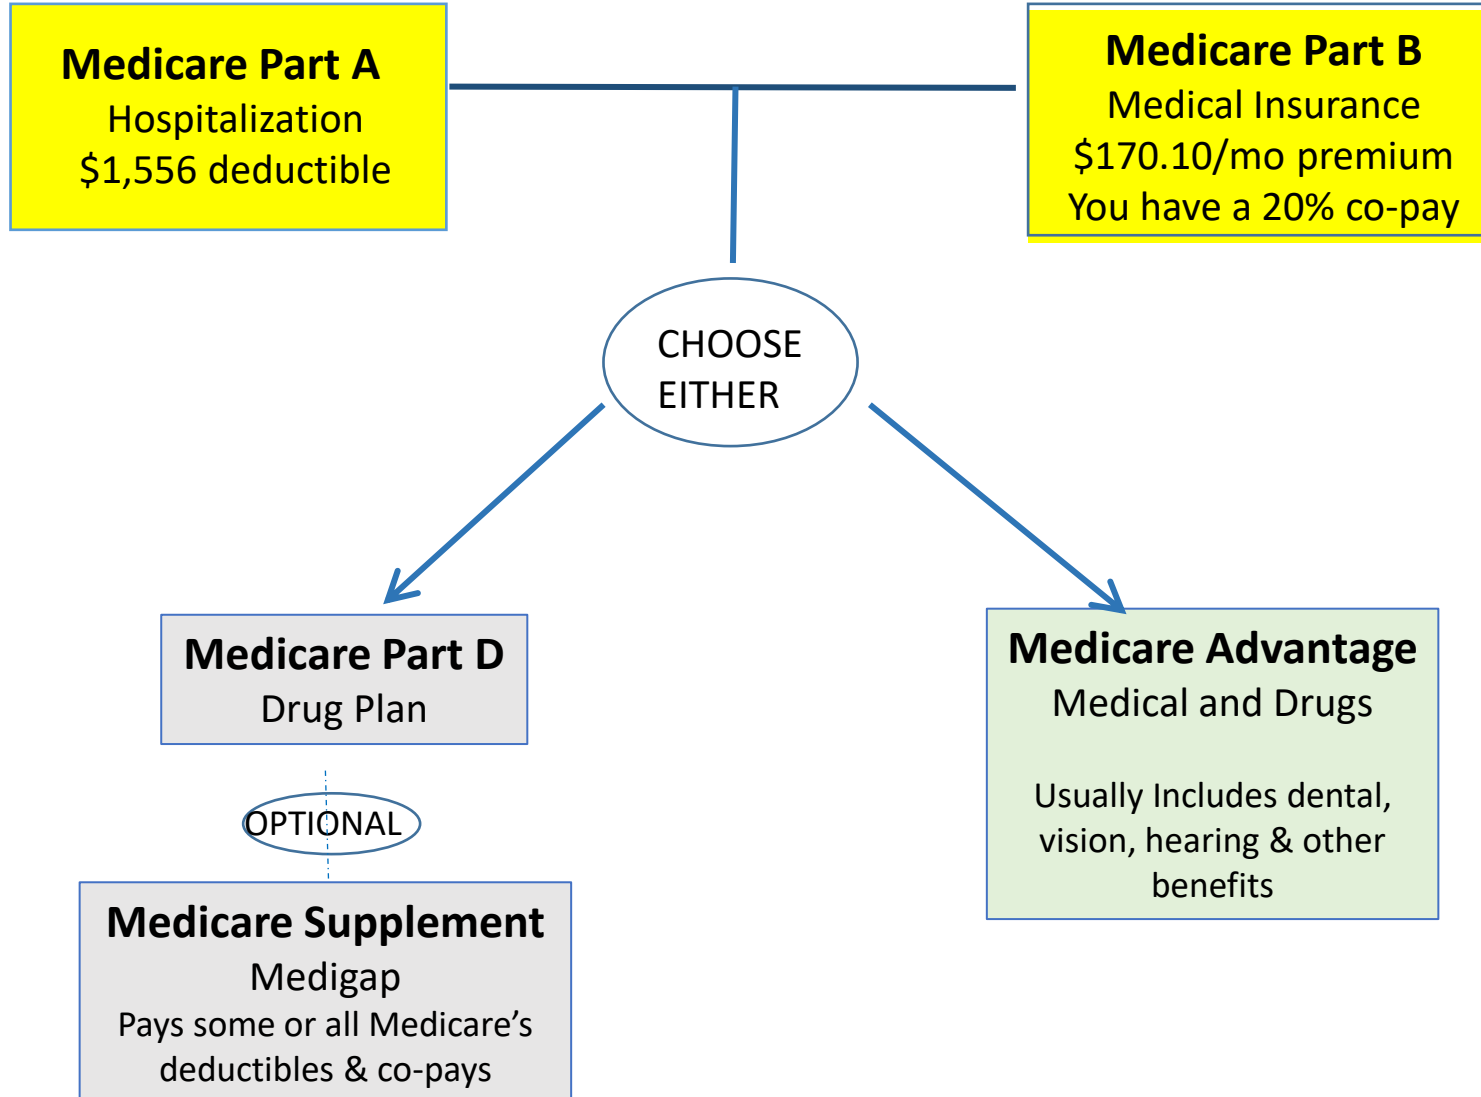 Medicare Part A
Hospitalization
$1,556 deductible
Medicare Part B
Medical Insurance
$170.10/mo premium
You have a 20% co-pay
CHOOSE
EITHER
Medicare Part D
Drug Plan
OPTIONAL
Medicare Supplement
Medigap
Pays some or all Medicare’s
deductibles & co-pays
Medicare Advantage
Medical and Drugs
Usually Includes dental,
vision, hearing & other
benefits